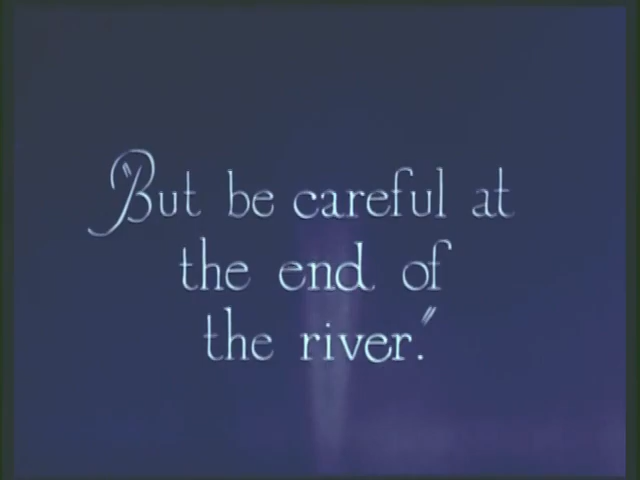 "But be careful at
the end of
the river."